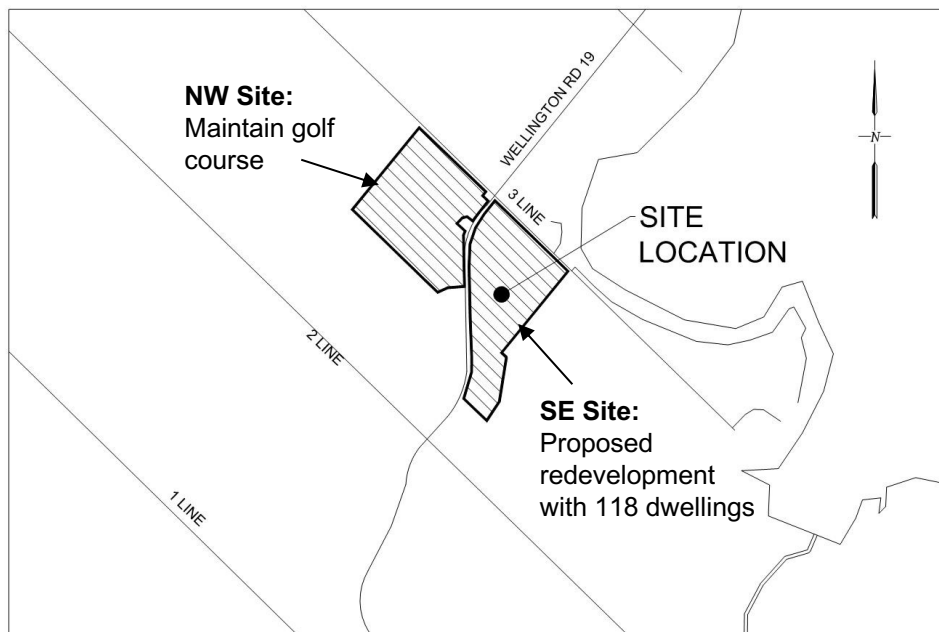 NW Site:
Maintain golf
course
WELLINGTON RD 19
N
3 LINE
SITE
LOCATION
2 LINE
SE Site:
Proposed
redevelopment
with 118 dwellings
1 LINE